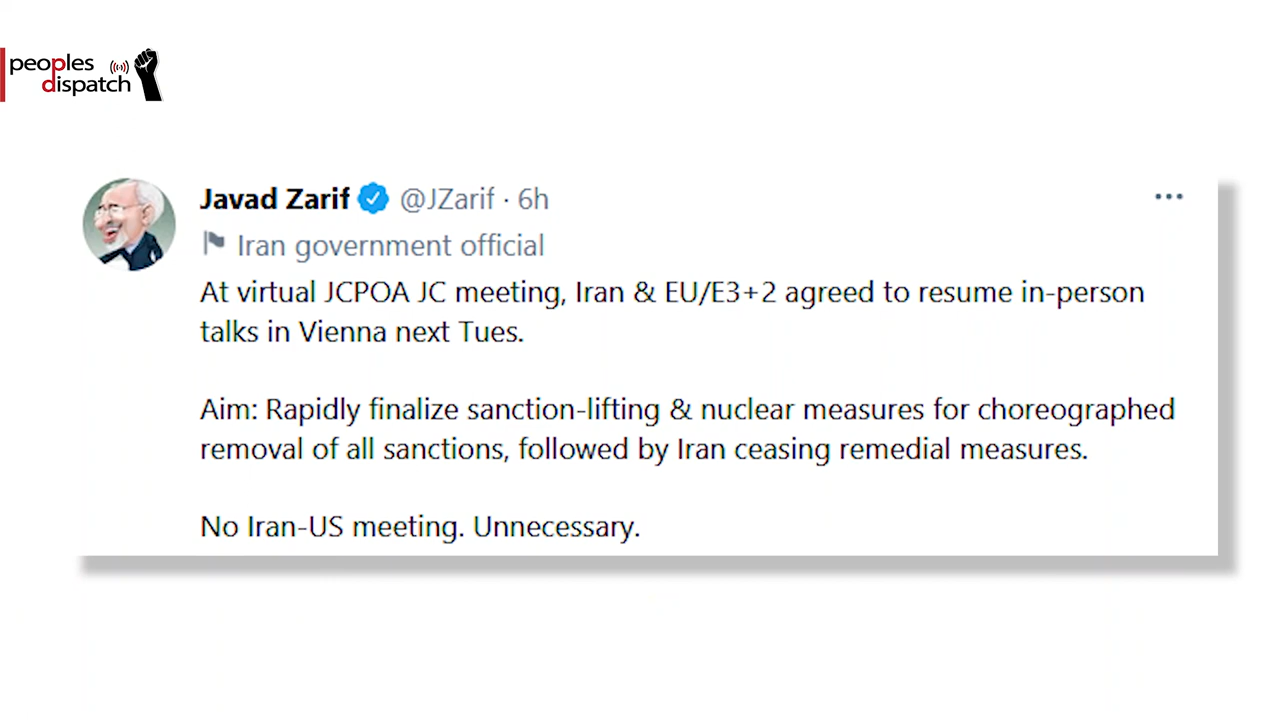 peoples
dispatch
Javad Zarif @JZarif · 6h
Iran government official
At virtual JCPOA JC meeting, Iran & EU/E3+2 agreed to resume in-person
talks in Vienna next Tues.
Aim: Rapidly finalize sanction-lifting & nuclear measures for choreographed
removal of all sanctions, followed by Iran ceasing remedial measures.
No Iran-US meeting. Unnecessary.